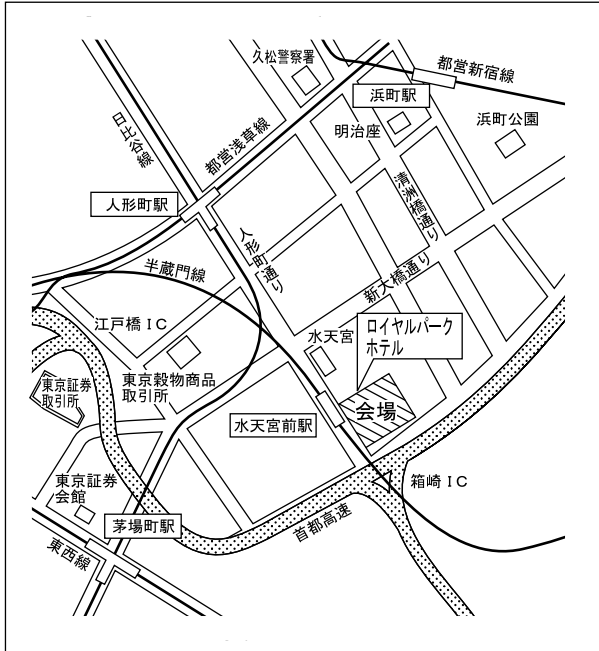 久松警察署
都営新宿線
浜町駅
日比谷線
都営浅草線
明治座
浜町公園
清洲橋通り
人形町駅
人形町通り
半蔵門線
新大橋通り
江戸橋ＩＣ
水天宮
ロイヤルパーク
ホテル
東京証券
取引所
東京穀物商品
取引所
会場
水天宮前駅
東京証券
会館
箱崎ＩＣ
茅場町駅
首都高速
東西線